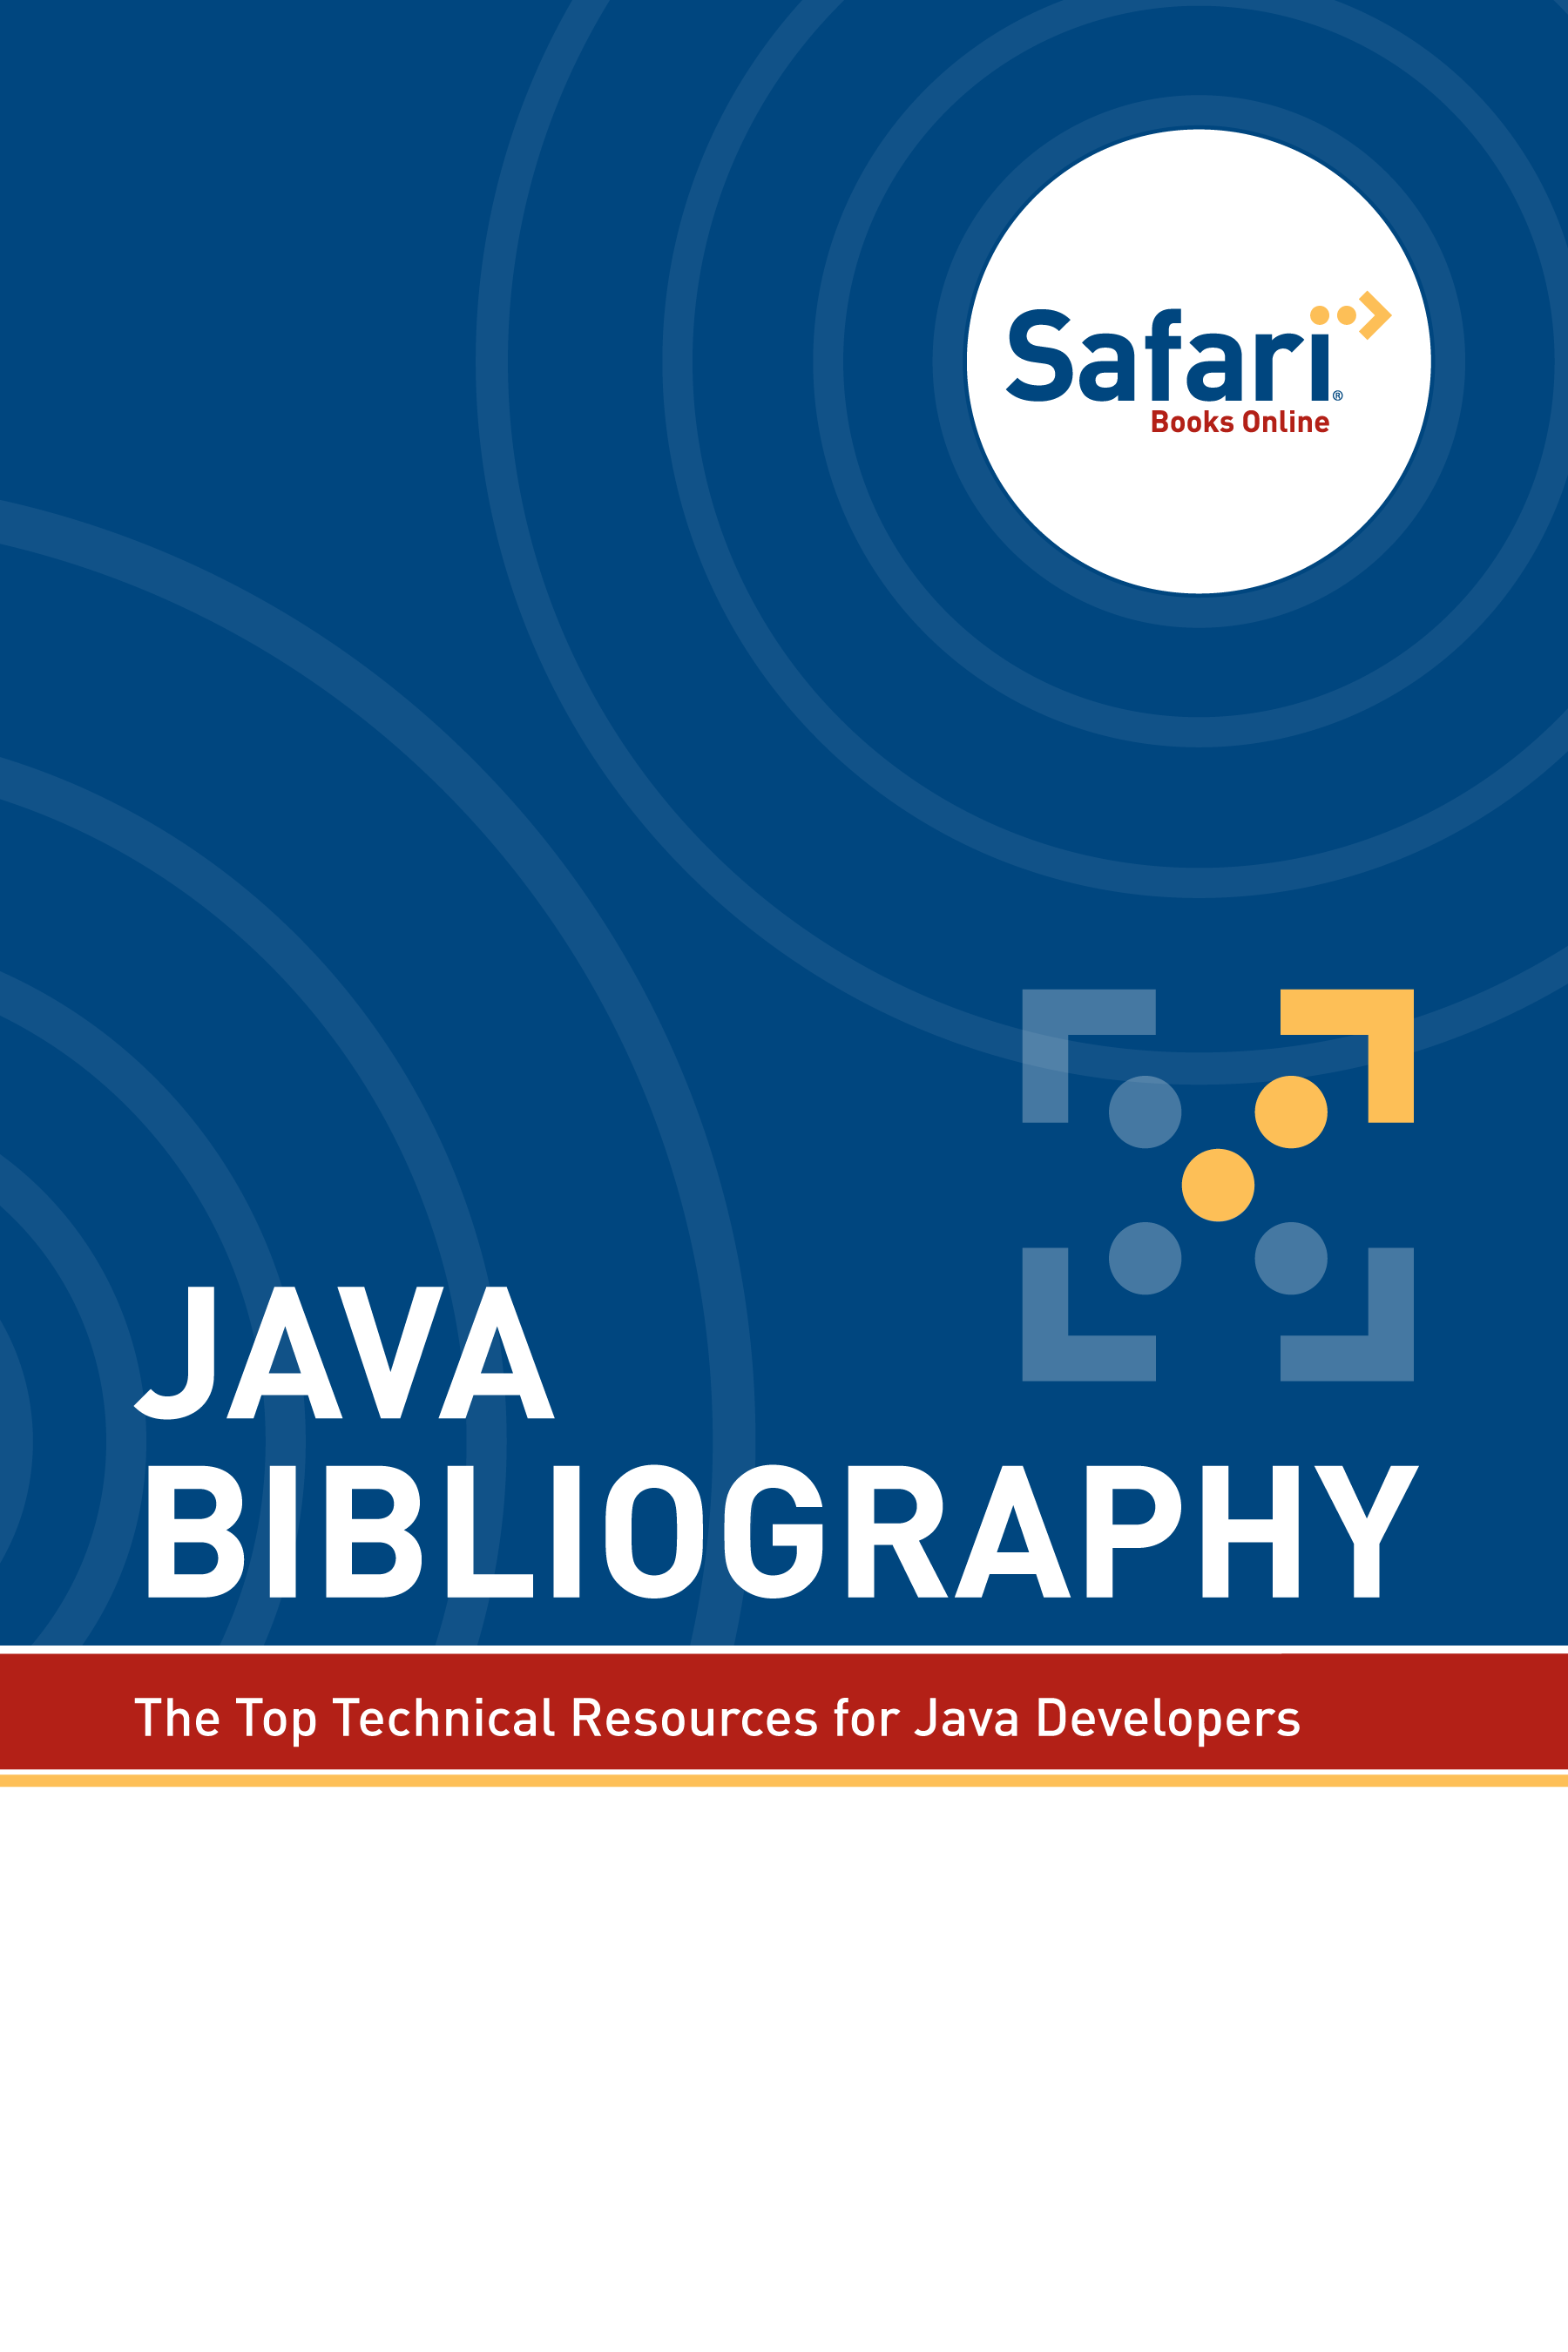 Safari®
Books Online
JAVA
BIBLIOGRAPHY
The Top Technical Resources for Java Developers